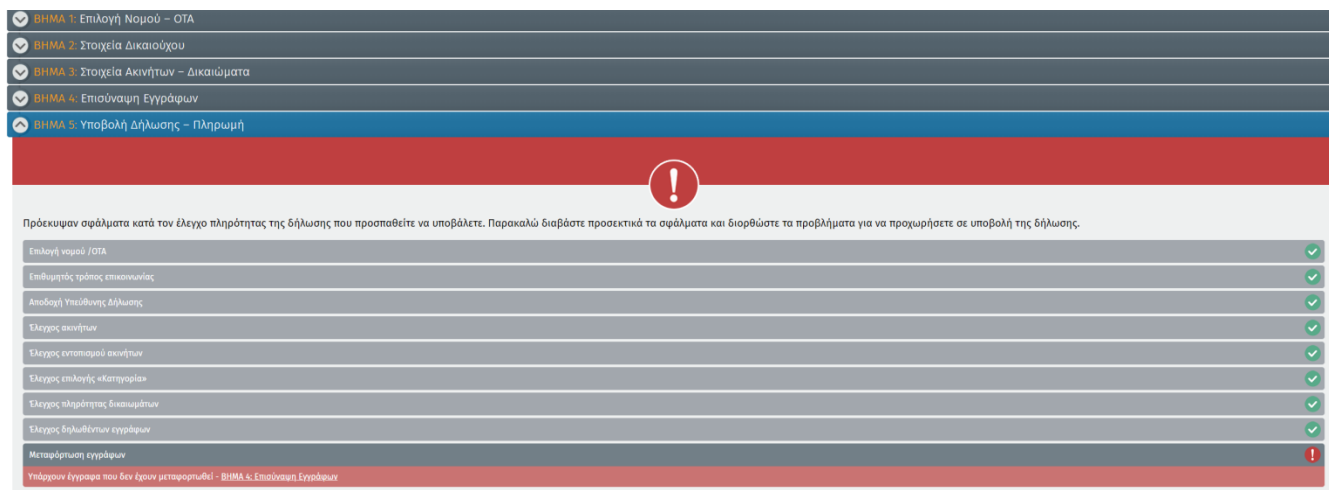 ΒΗΜΑ 1: Επιλογή Νομού – ΟΤΑ
ΒΗΜΑ 2: Στοιχεία Δικαιούχου
ΒΗΜΑ 3: Στοιχεία Ακινήτων – Δικαιώματα
ΒΗΜΑ 4: Επισύναψη Εγγράφων
ΒΗΜΑ 5: Υποβολή Δήλωσης – Πληρωμή
Πρόεκυψαν σφάλματα κατά τον έλεγχο πληρότητας της δήλωσης που προσπαθείτε να υποβάλετε. Παρακαλώ διαβάστε προσεκτικά τα σφάλματα και διορθώστε τα προβλήματα για να προχωρήσετε σε υποβολή της δήλωσης.
Επιλογή νομού /ΟΤΑ
Επιθυμητός τρόπος επικοινωνίας
Αποδοχή Υπεύθυνης Δήλωσης
Έλεγχος ακινήτων
Έλεγχος εντοπισμού ακινήτων
Έλεγχος επιλογής «Κατηγορία»
Έλεγχος πληρότητας δικαιωμάτων
Έλεγχος δηλωθέντων εγγράφων
Μεταφόρτωση εγγράφων
Υπάρχουν έγγραφα που δεν έχουν μεταφορτωθεί - ΒΗΜΑ 4: Επισύναψη Εγγράφων